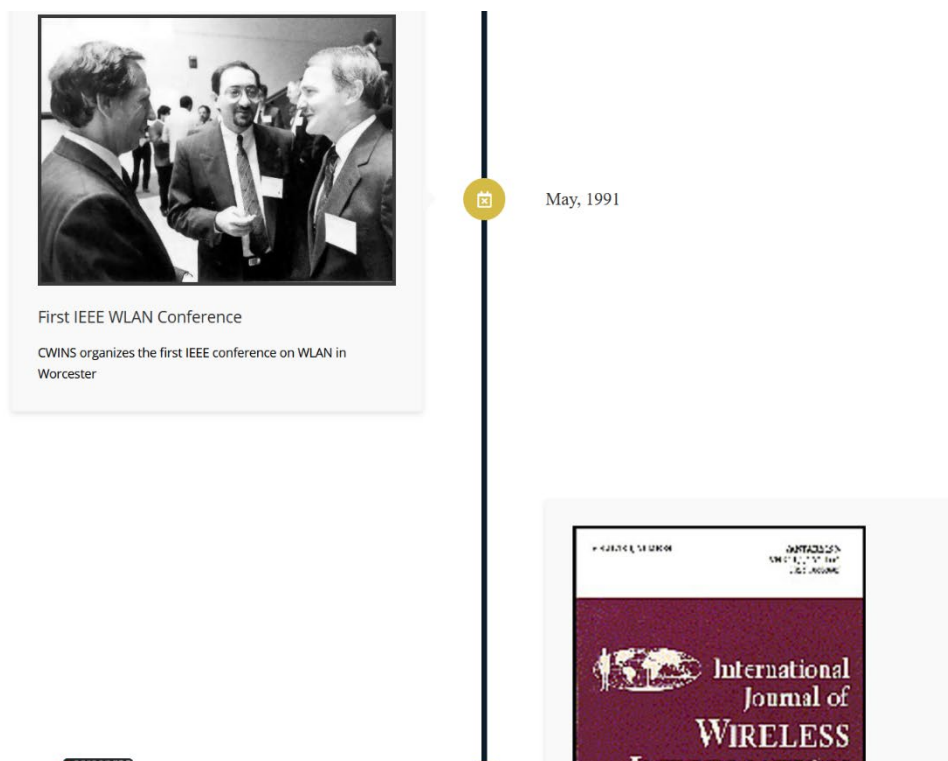 May, 1991
First IEEE WLAN Conference
CWINS organizes the first IEEE conference on WLAN in
Worcester
International
Journal of
WIRELESS